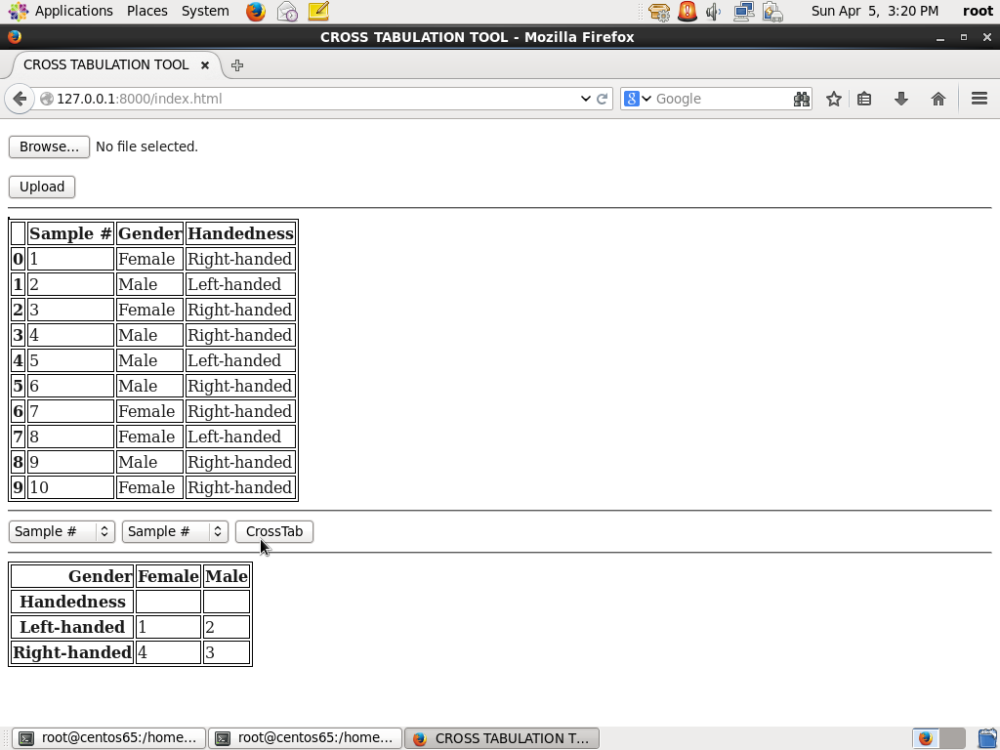 Applications Places System Sun Apr 5, 3:20 PM root
CROSS TABULATION TOOL - Mozilla Firefox
CROSS TABULATION TOOL
127.0.0.1:8000/index.html Google
Browse... No file selected.
Upload
Sample # Gender Handedness
0 1 Female Right-handed
1 2 Male Left-handed
2 3 Female Right-handed
3 4 Male Right-handed
4 5 Male Left-handed
5 6 Male Right-handed
6 7 Female Right-handed
7 8 Female Left-handed
8 9 Male Right-handed
9 10 Female Right-handed
Sample # Sample # CrossTab
Gender Female Male
Handedness
Left-handed 1 2
Right-handed 4 3
root@centos65:/home... root@centos65:/home... CROSS TABULATION T...